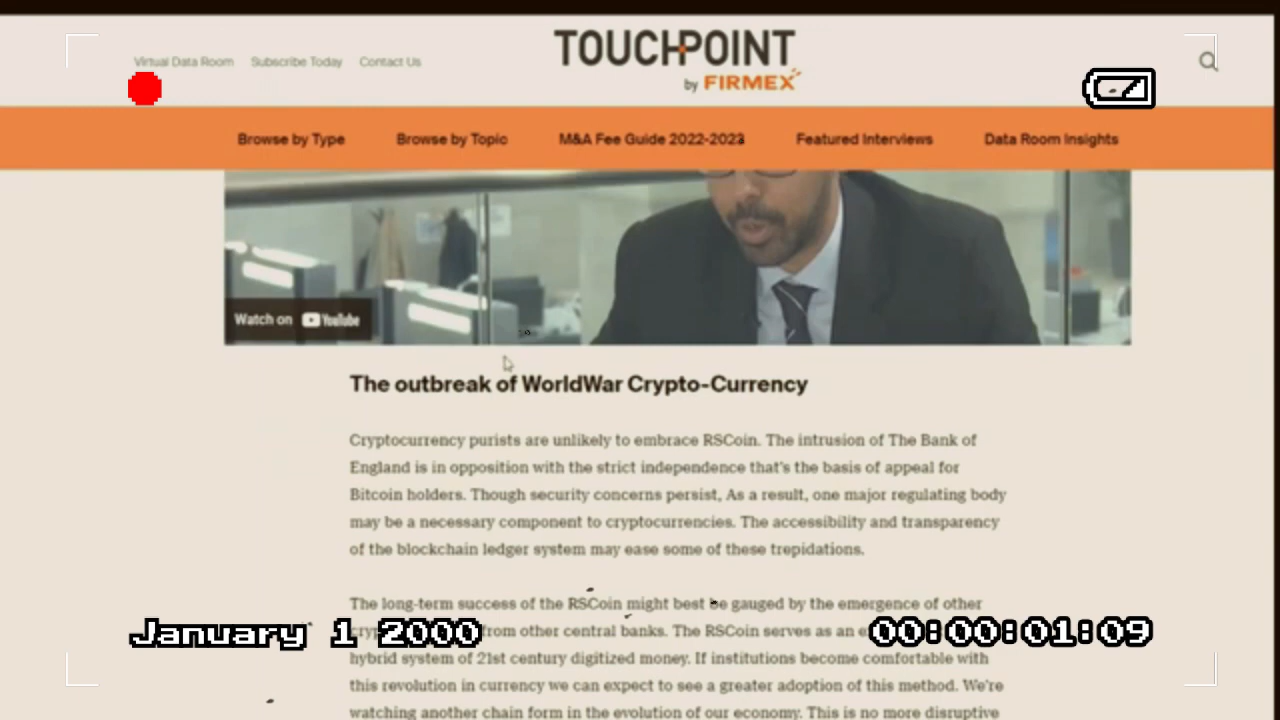 Virtual Data Room Subscribe Today Contact Us
TOUCHPOINT
by FIRMEX
Browse by Type Browse by Topic M&A Fee Guide 2022-2023 Featured Interviews Data Room Insights
Watch on YouTube
The outbreak of WorldWar Crypto-Currency
Cryptocurrency purists are unlikely to embrace RSCoin. The intrusion of The Bank of
England is in opposition with the strict independence that's the basis of appeal for
Bitcoin holders. Though security concerns persist, As a result, one major regulating body
may be a necessary component to cryptocurrencies. The accessibility and transparency
of the blockchain ledger system may ease some of these trepidations.
The long-term success of the RSCoin might best be gauged by the emergence of other
from other central banks. The RSCoin serves as an
January 1 2000
00:00:01:09
hybrid system of 21st century digitized money. If institutions become comfortable with
this revolution in currency we can expect to see a greater adoption of this method. We're
watching another chain form in the evolution of our economy. This is no more disruptive